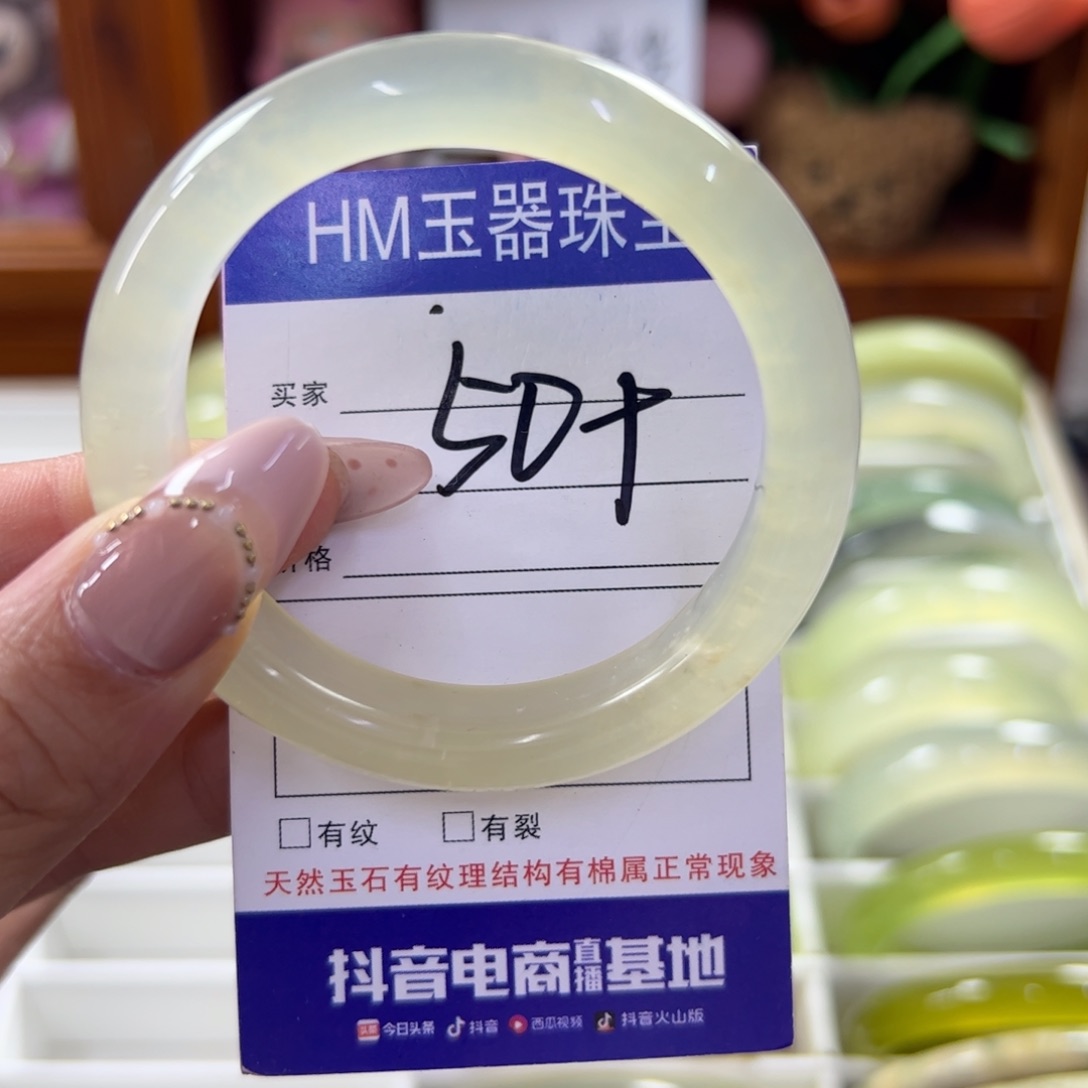 HM玉器珠宝
买家
50+
价格
有纹 有裂
天然玉石有纹理结构有棉属正常现象
抖音电商直播基地
头条 今日头条 抖音 西瓜视频 抖音火山版